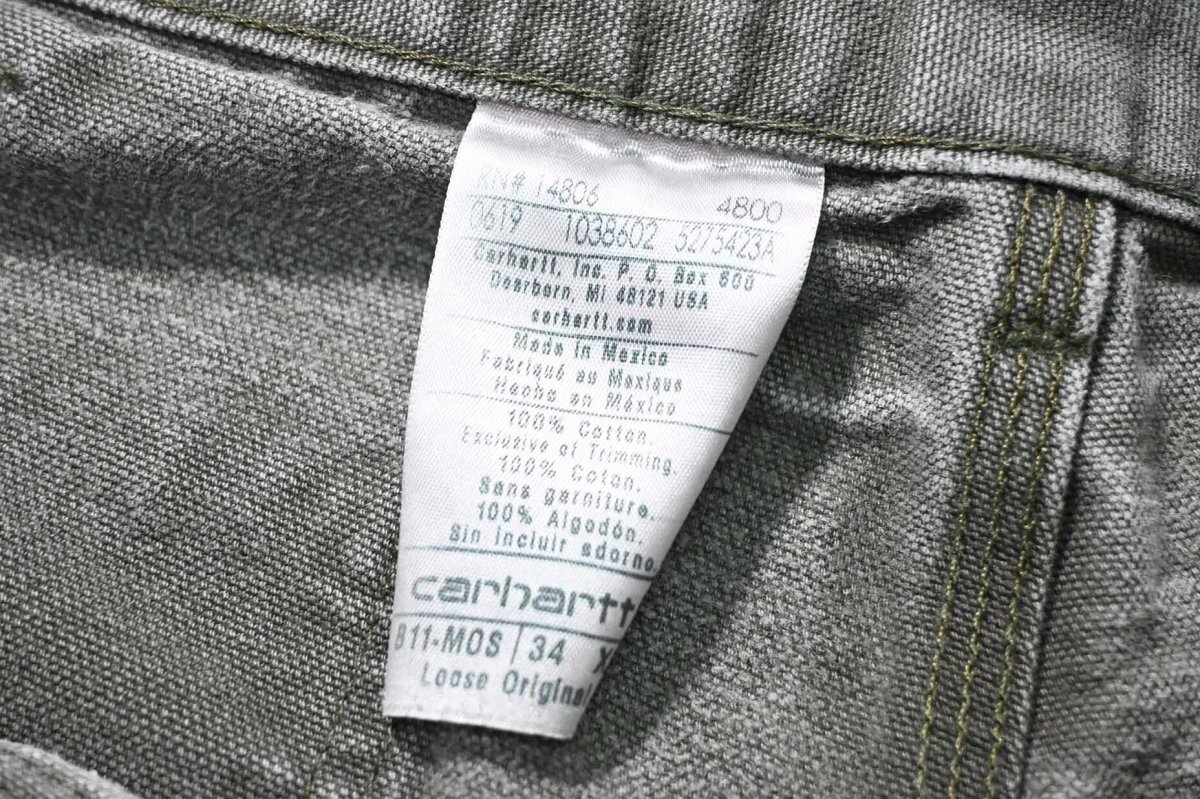 RN# 14806 4800
0619 1038602 5275423A
Carhartt, Inc. P. O. Box 600
Dearborn, MI 48121 USA
carhartt.com
Made in Mexico
Fabriqué au Mexique
Hecho en México
100% Cotton.
Exclusive of Trimming.
100% Coton.
Sans garniture.
100% Algodón.
Sin incluir adorno.
carhartt
B11-MOS 34 X
Loose Original